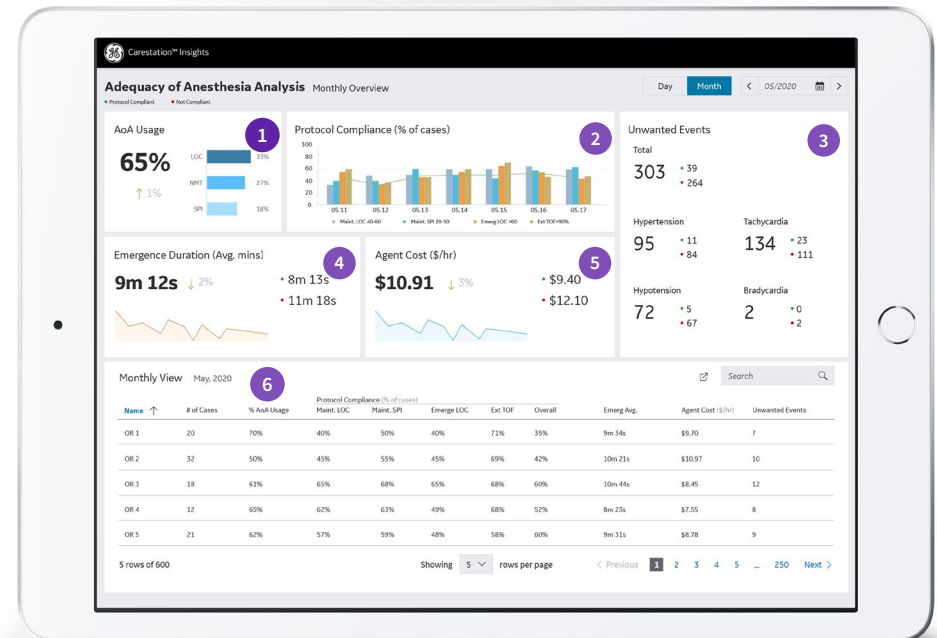 Carestation™ Insights
Adequacy of Anesthesia Analysis Monthly Overview
Day Month < 05/2020 >
• Protocol Compliant • Not Compliant
AoA Usage
1
65%
↑ 1%
LOC 33%
NMT 27%
SPI 18%
Protocol Compliance (% of cases)
2
100
80
60
40
20
0
05.11 05.12 05.13 05.14 05.15 05.16 05.17
Maint. LOC 40-60 Maint. SPI 20-50 Emerg LOC >60 Ext TOF>90%
Unwanted Events
3
Total
303 • 39
• 264
Hypertension
95 • 11
• 84
Tachycardia
134 • 23
• 111
Hypotension
72 • 5
• 67
Bradycardia
2 • 0
• 2
Emergence Duration (Avg. mins)
4
9m 12s ↓ 2%
• 8m 13s
• 11m 18s
Agent Cost ($/hr)
5
$10.91 ↓ 3%
• $9.40
• $12.10
Monthly View May, 2020
6
Search
Protocol Compliance (% of cases)
Name ↑ # of Cases % AoA Usage Maint. LOC Maint. SPI Emerge LOC Ext TOF Overall Emerg Avg. Agent Cost ($/hr) Unwanted Events
OR 1 20 70% 40% 50% 40% 71% 35% 9m 34s $9.70 7
OR 2 32 50% 45% 55% 45% 69% 42% 10m 21s $10.97 10
OR 3 18 61% 65% 68% 65% 68% 60% 10m 44s $8.45 12
OR 4 12 65% 62% 63% 49% 68% 52% 8m 23s $7.55 8
OR 5 21 62% 57% 59% 48% 58% 60% 9m 31s $8.78 9
5 rows of 600
Showing 5 rows per page
< Previous 1 2 3 4 5 ... 250 Next >